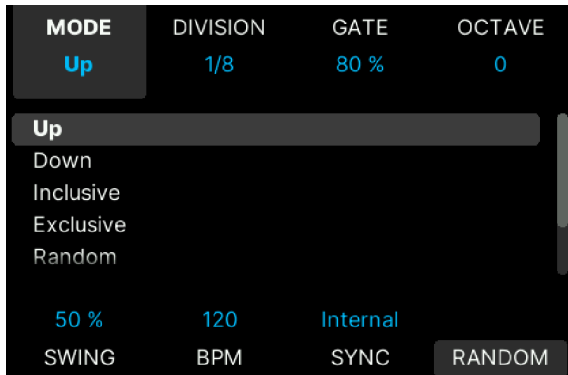 MODE DIVISION GATE OCTAVE
Up 1/8 80 % 0
Up
Down
Inclusive
Exclusive
Random
50 % 120 Internal
SWING BPM SYNC RANDOM